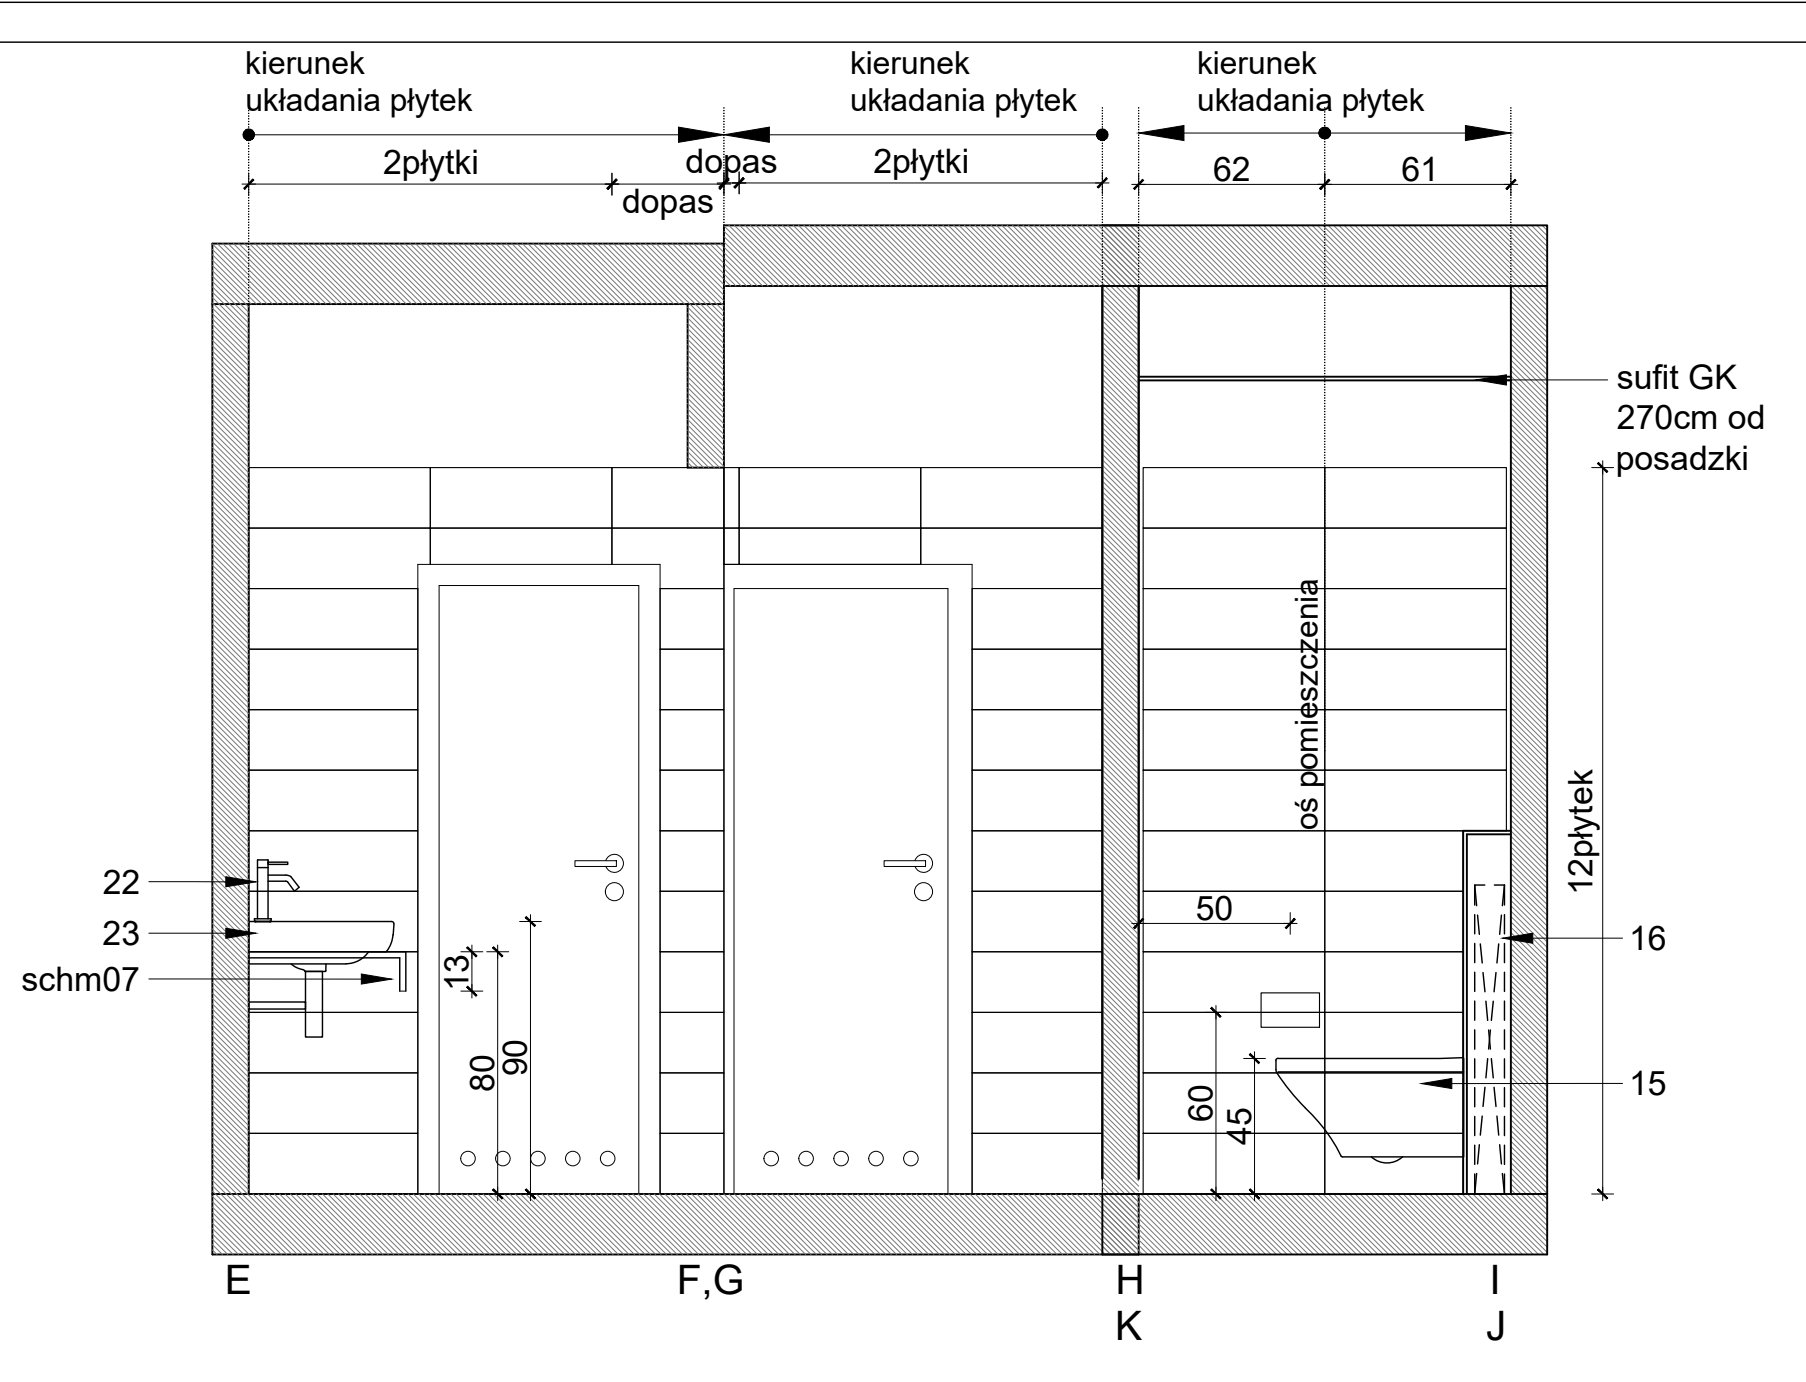 kierunek
układania płytek
kierunek
układania płytek
kierunek
układania płytek
2płytki
dopas
2płytki
62
61
dopas
sufit GK
270cm od
posadzki
oś pomieszczenia
12płytek
22
23
schm07
13
80
90
50
60
45
16
15
E
F,G
H
I
K
J